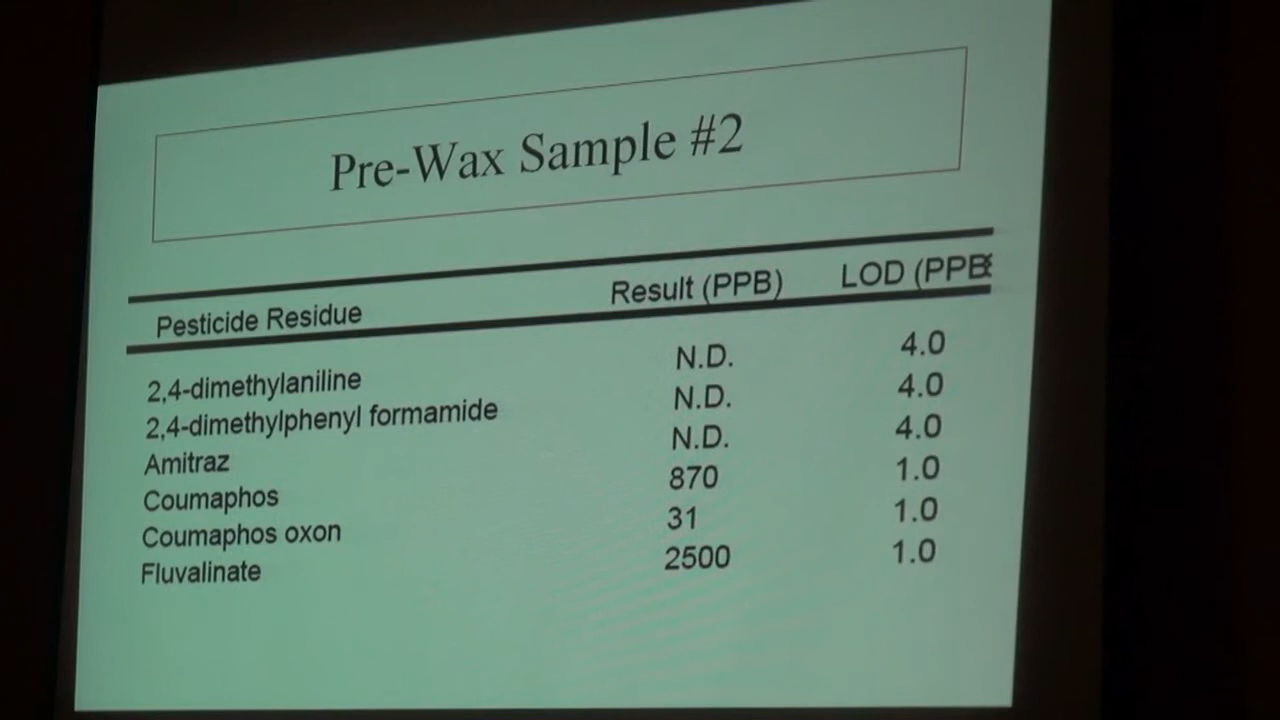 Pre-Wax Sample #2
Pesticide Residue Result (PPB) LOD (PPB
2,4-dimethylaniline N.D. 4.0
2,4-dimethylphenyl formamide N.D. 4.0
Amitraz N.D. 4.0
Coumaphos 870 1.0
Coumaphos oxon 31 1.0
Fluvalinate 2500 1.0